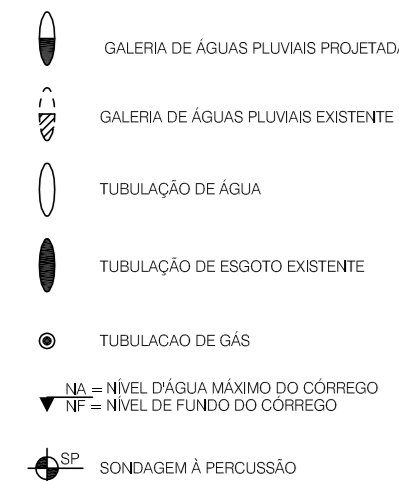 GALERIA DE ÁGUAS PLUVIAIS PROJETADA
GALERIA DE ÁGUAS PLUVIAIS EXISTENTE
TUBULAÇÃO DE ÁGUA
TUBULAÇÃO DE ESGOTO EXISTENTE
TUBULACAO DE GÁS
NA = NÍVEL D'ÁGUA MÁXIMO DO CÓRREGO
NF = NÍVEL DE FUNDO DO CÓRREGO
SP SONDAGEM À PERCUSSÃO